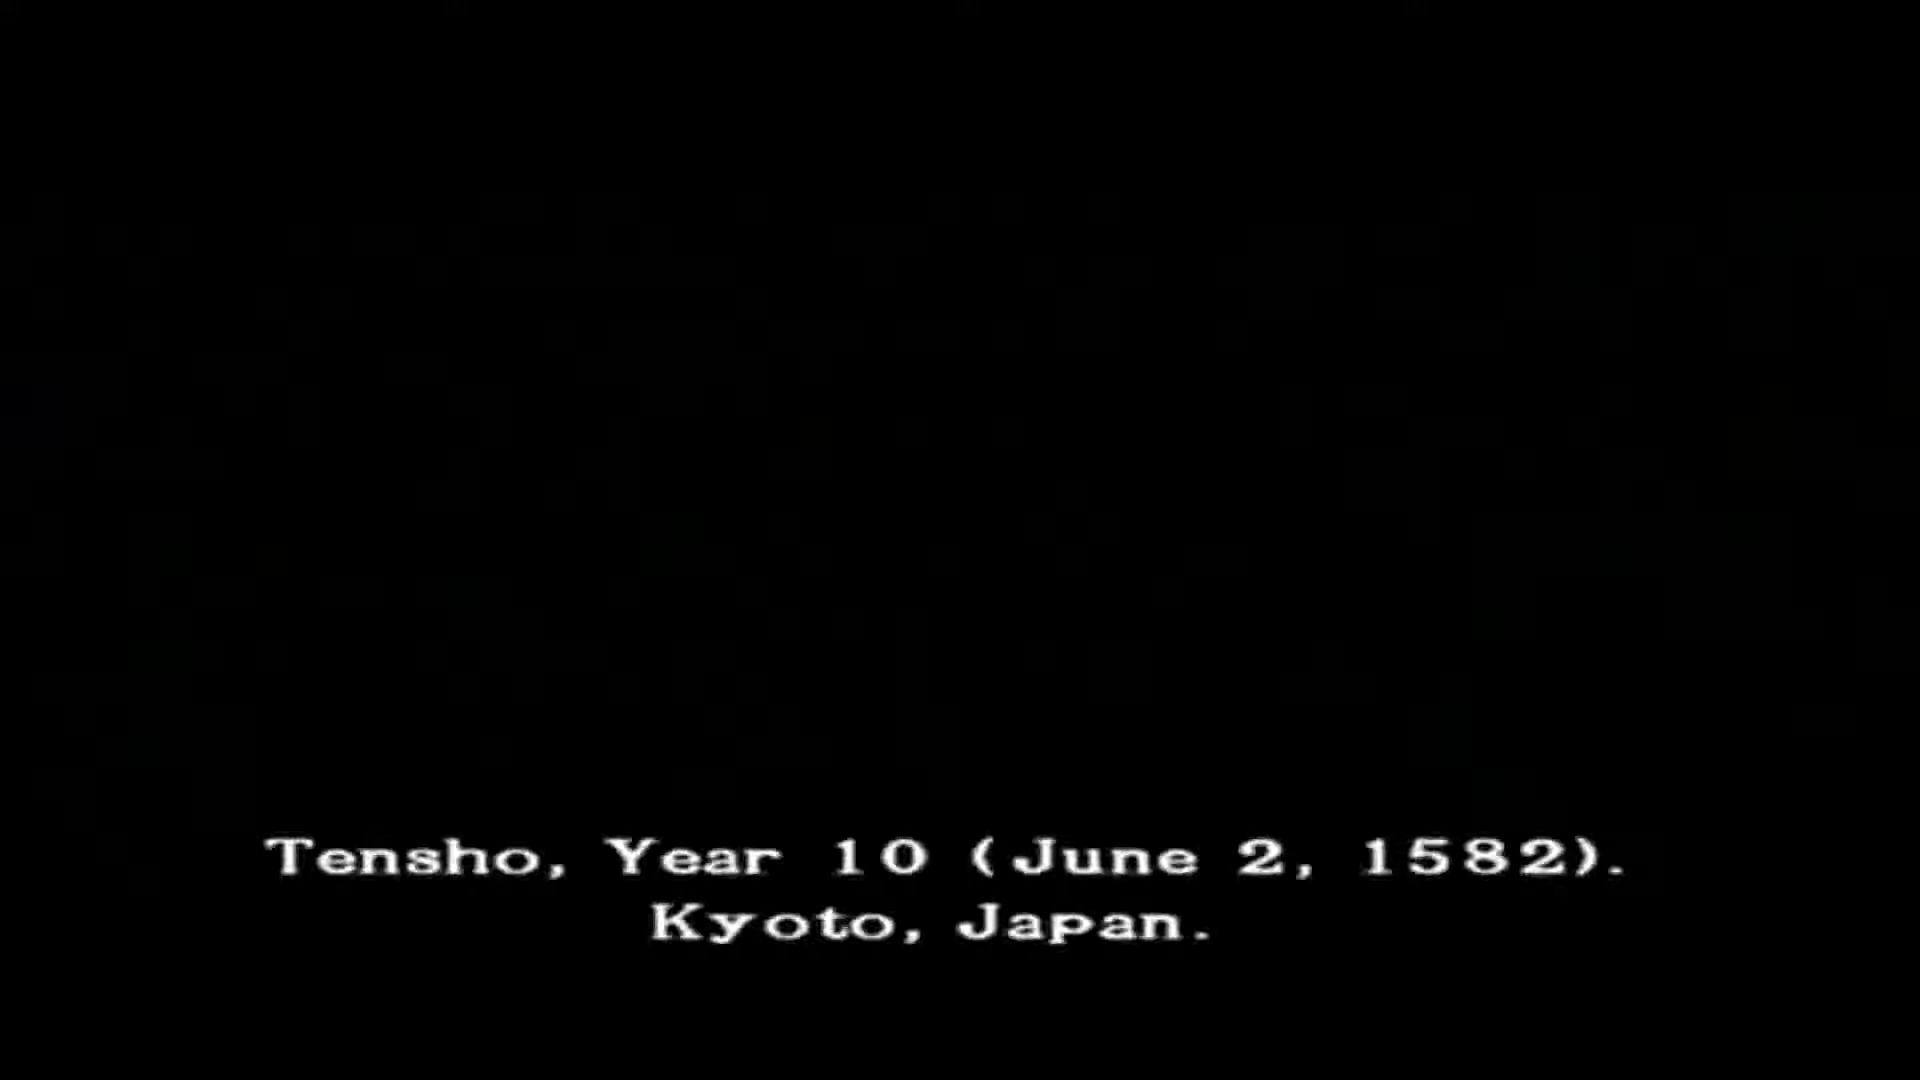 Tensho, Year 10 (June 2, 1582).
Kyoto, Japan.